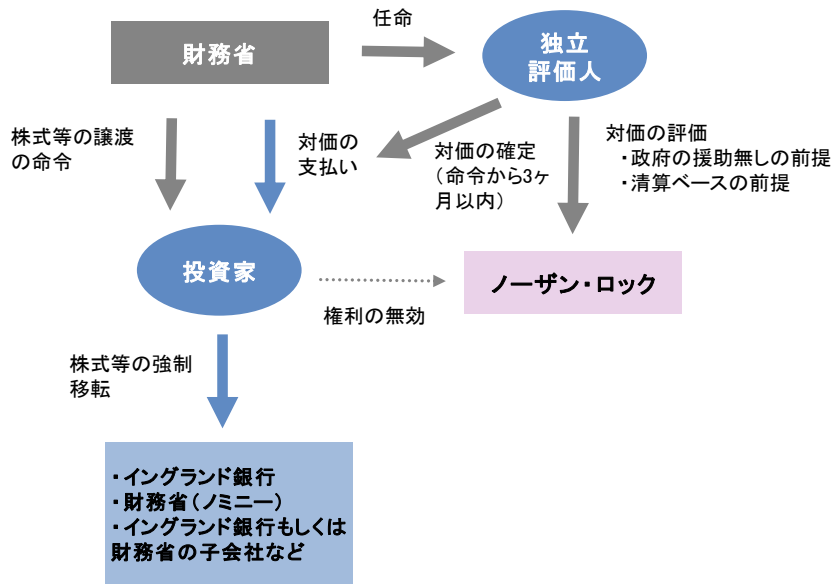 任命
財務省
独立
評価人
株式等の譲渡
の命令
対価の
支払い
対価の確定
（命令から3ヶ
月以内）
対価の評価
・政府の援助無しの前提
・清算ベースの前提
投資家
ノーザン・ロック
権利の無効
株式等の強制
移転
・イングランド銀行
・財務省（ノミニー）
・イングランド銀行もしくは
財務省の子会社など